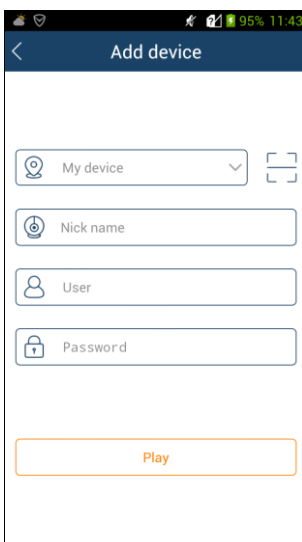 95% 11:43
Add device
My device
Nick name
User
Password
Play